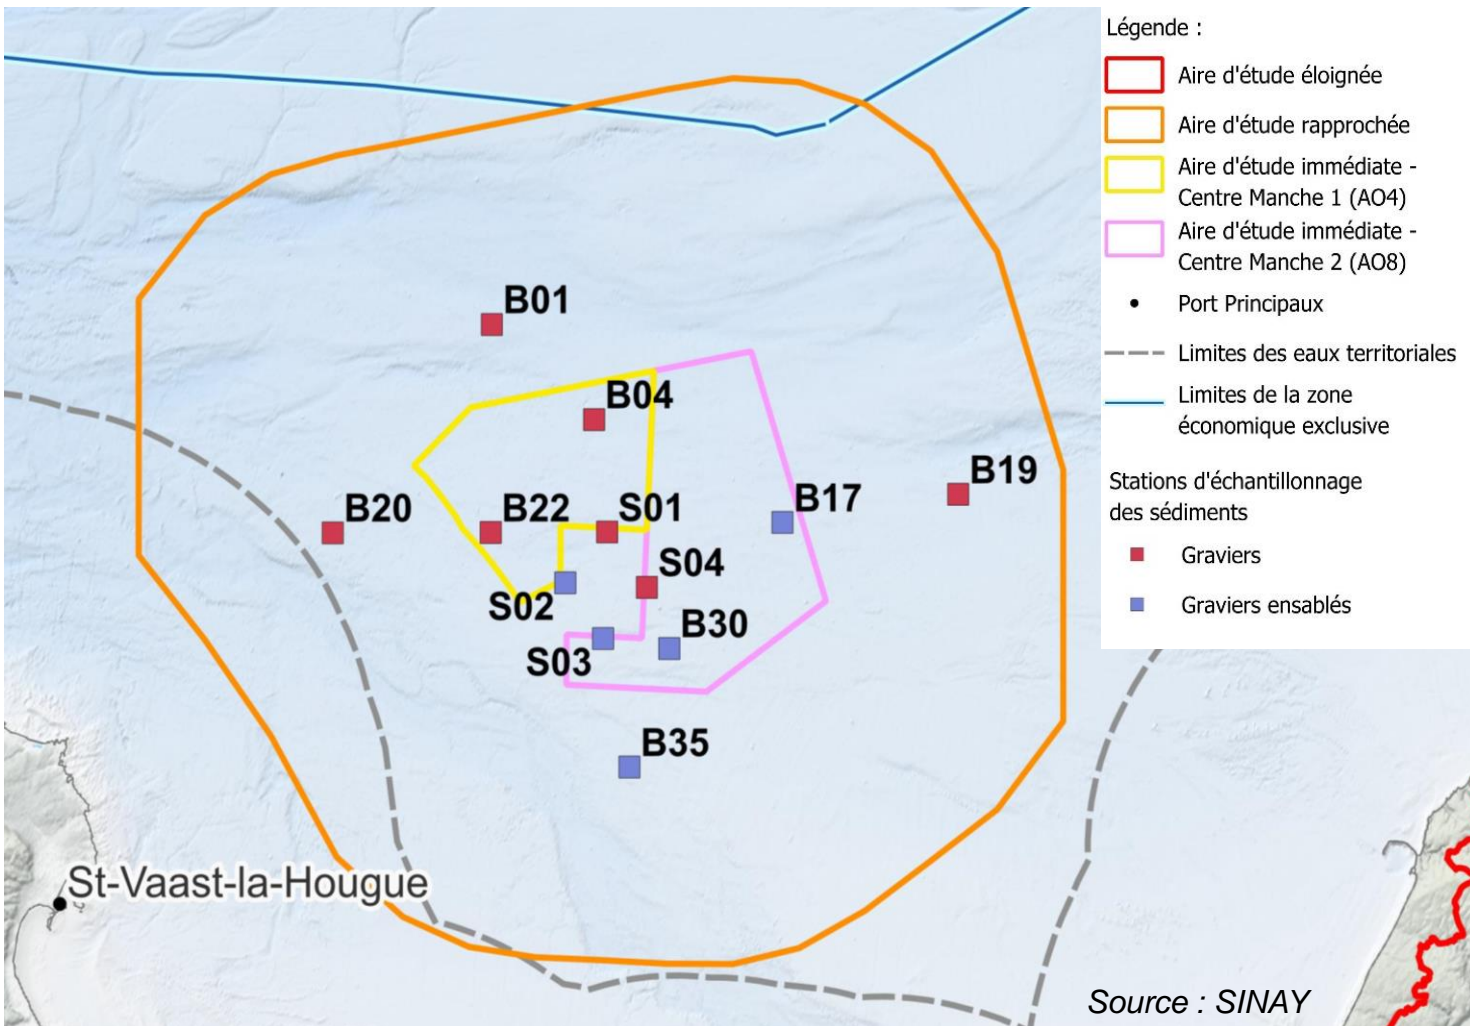 Légende :
Aire d'étude éloignée
Aire d'étude rapprochée
Aire d'étude immédiate -
Centre Manche 1 (AO4)
Aire d'étude immédiate -
Centre Manche 2 (AO8)
Port Principaux
Limites des eaux territoriales
Limites de la zone
économique exclusive
Stations d'échantillonnage
des sédiments
Graviers
Graviers ensablés
B01
B04
B19
B17
B20
B22
S01
S04
S02
B30
S03
B35
St-Vaast-la-Hougue
Source : SINAY